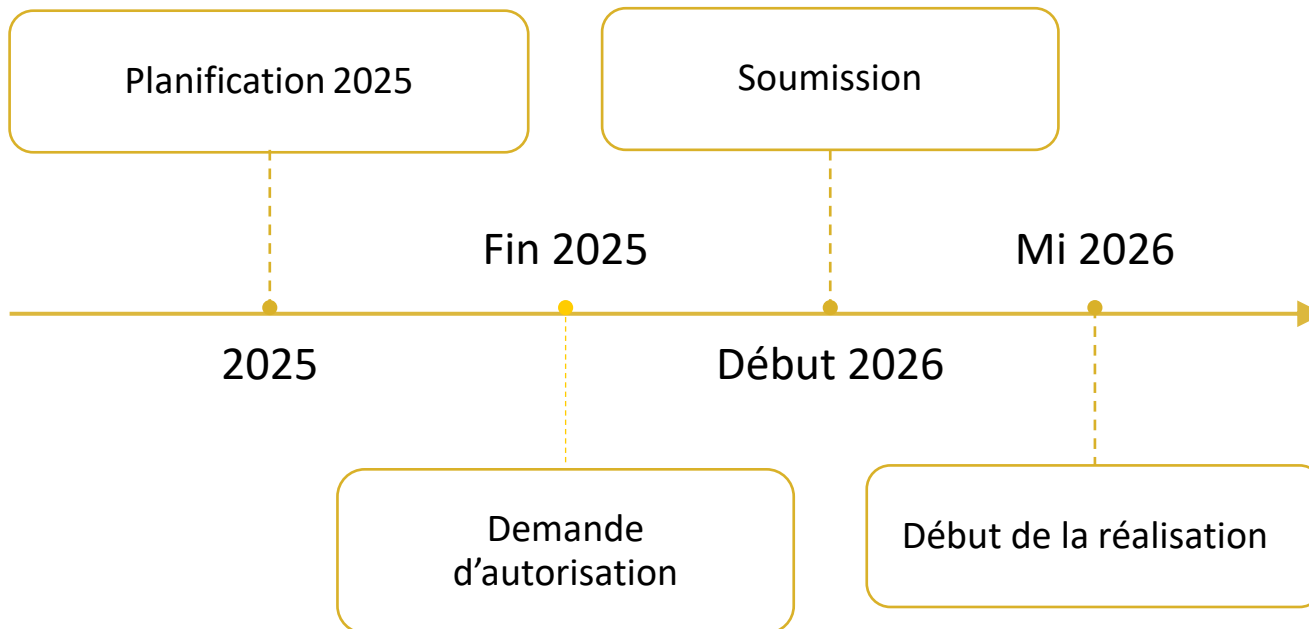 Planification 2025
Soumission
Fin 2025
Mi 2026
2025
Début 2026
Demande
d’autorisation
Début de la réalisation